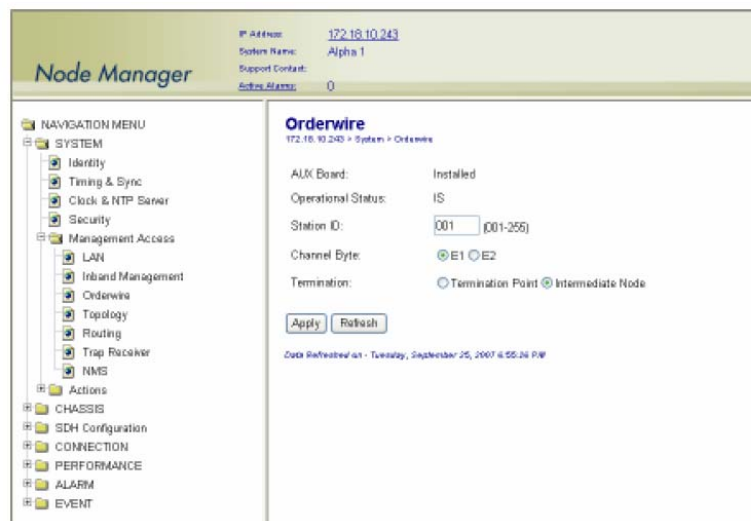 Node Manager
IP Address: 172.18.10.243
System Name: Alpha 1
Support Contact:
Active Alarms: 0
NAVIGATION MENU
SYSTEM
Identity
Timing & Sync
Clock & NTP Server
Security
Management Access
LAN
Inband Management
Orderwire
Topology
Routing
Trap Receiver
NMS
Actions
CHASSIS
SDH Configuration
CONNECTION
PERFORMANCE
ALARM
EVENT
Orderwire
172.18.10.243 > System > Orderwire
AUX Board: Installed
Operational Status: IS
Station ID: 001 (001-255)
Channel Byte: E1 E2
Termination: Termination Point Intermediate Node
Apply Refresh
Data Refreshed on - Tuesday, September 25, 2007 6:55:26 PM